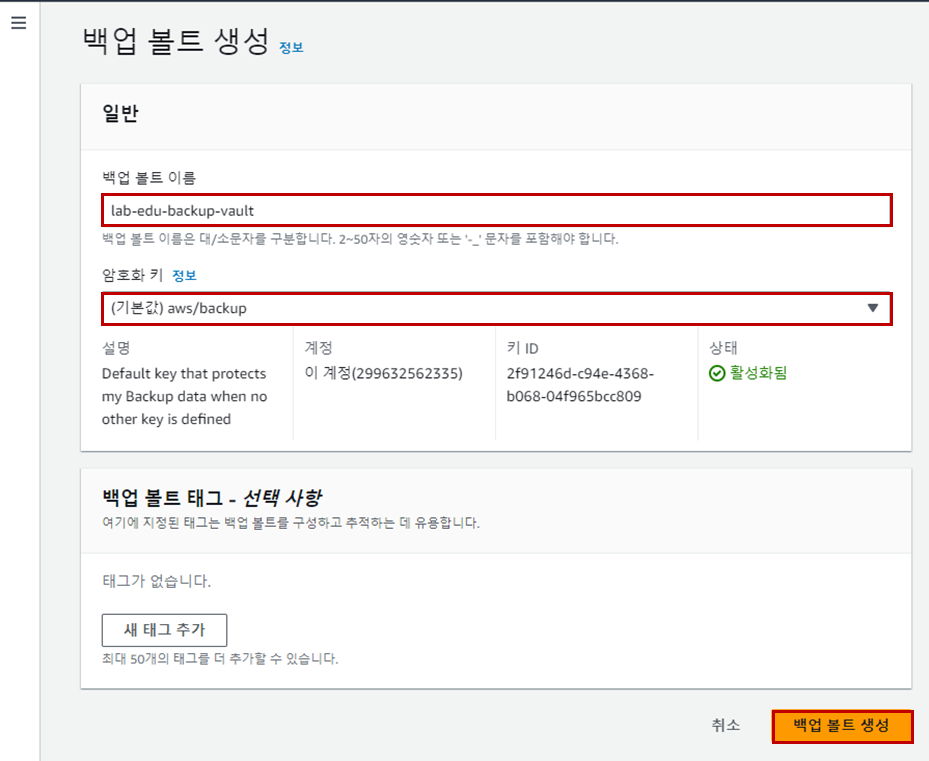 백업 볼트 생성 정보
일반
백업 볼트 이름
lab-edu-backup-vault
백업 볼트 이름은 대/소문자를 구분합니다. 2~50자의 영숫자 또는 '-_' 문자를 포함해야 합니다.
암호화 키 정보
(기본값) aws/backup
설명
Default key that protects
my Backup data when no
other key is defined
계정
이 계정(299632562335)
키 ID
2f91246d-c94e-4368-
b068-04f965bcc809
상태
활성화됨
백업 볼트 태그 - 선택 사항
여기에 지정된 태그는 백업 볼트를 구성하고 추적하는 데 유용합니다.
태그가 없습니다.
새 태그 추가
최대 50개의 태그를 더 추가할 수 있습니다.
취소
백업 볼트 생성